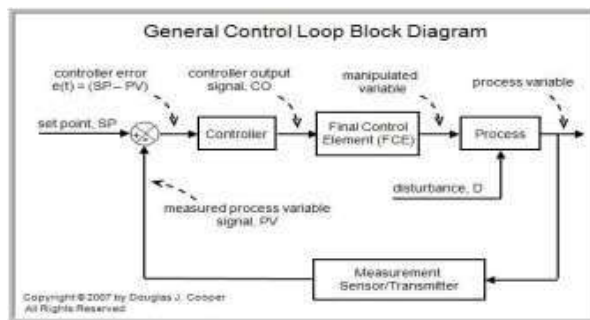 General Control Loop Block Diagram
controller error
e(t) = (SP – PV)
controller output
signal, CO
manipulated
variable
process variable
set point, SP
+
-
Controller
Final Control
Element (FCE)
Process
disturbance, D
measured process variable
signal, PV
Measurement
Sensor/Transmitter
Copyright © 2007 by Douglas J. Cooper
All Rights Reserved